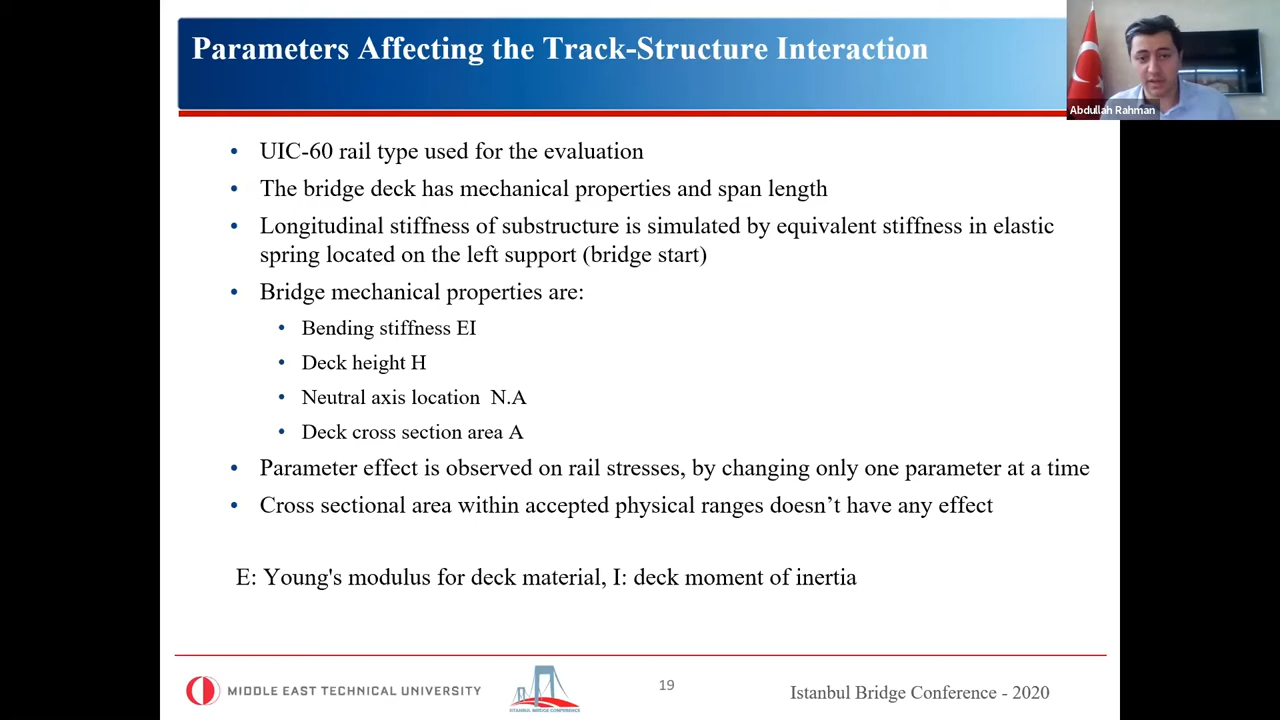 Parameters Affecting the Track-Structure Interaction
Abdullah Rahman
• UIC-60 rail type used for the evaluation
• The bridge deck has mechanical properties and span length
• Longitudinal stiffness of substructure is simulated by equivalent stiffness in elastic
spring located on the left support (bridge start)
• Bridge mechanical properties are:
• Bending stiffness EI
• Deck height H
• Neutral axis location N.A
• Deck cross section area A
• Parameter effect is observed on rail stresses, by changing only one parameter at a time
• Cross sectional area within accepted physical ranges doesn’t have any effect
E: Young's modulus for deck material, I: deck moment of inertia
MIDDLE EAST TECHNICAL UNIVERSITY
ISTANBUL BRIDGE CONFERENCE
19
Istanbul Bridge Conference - 2020